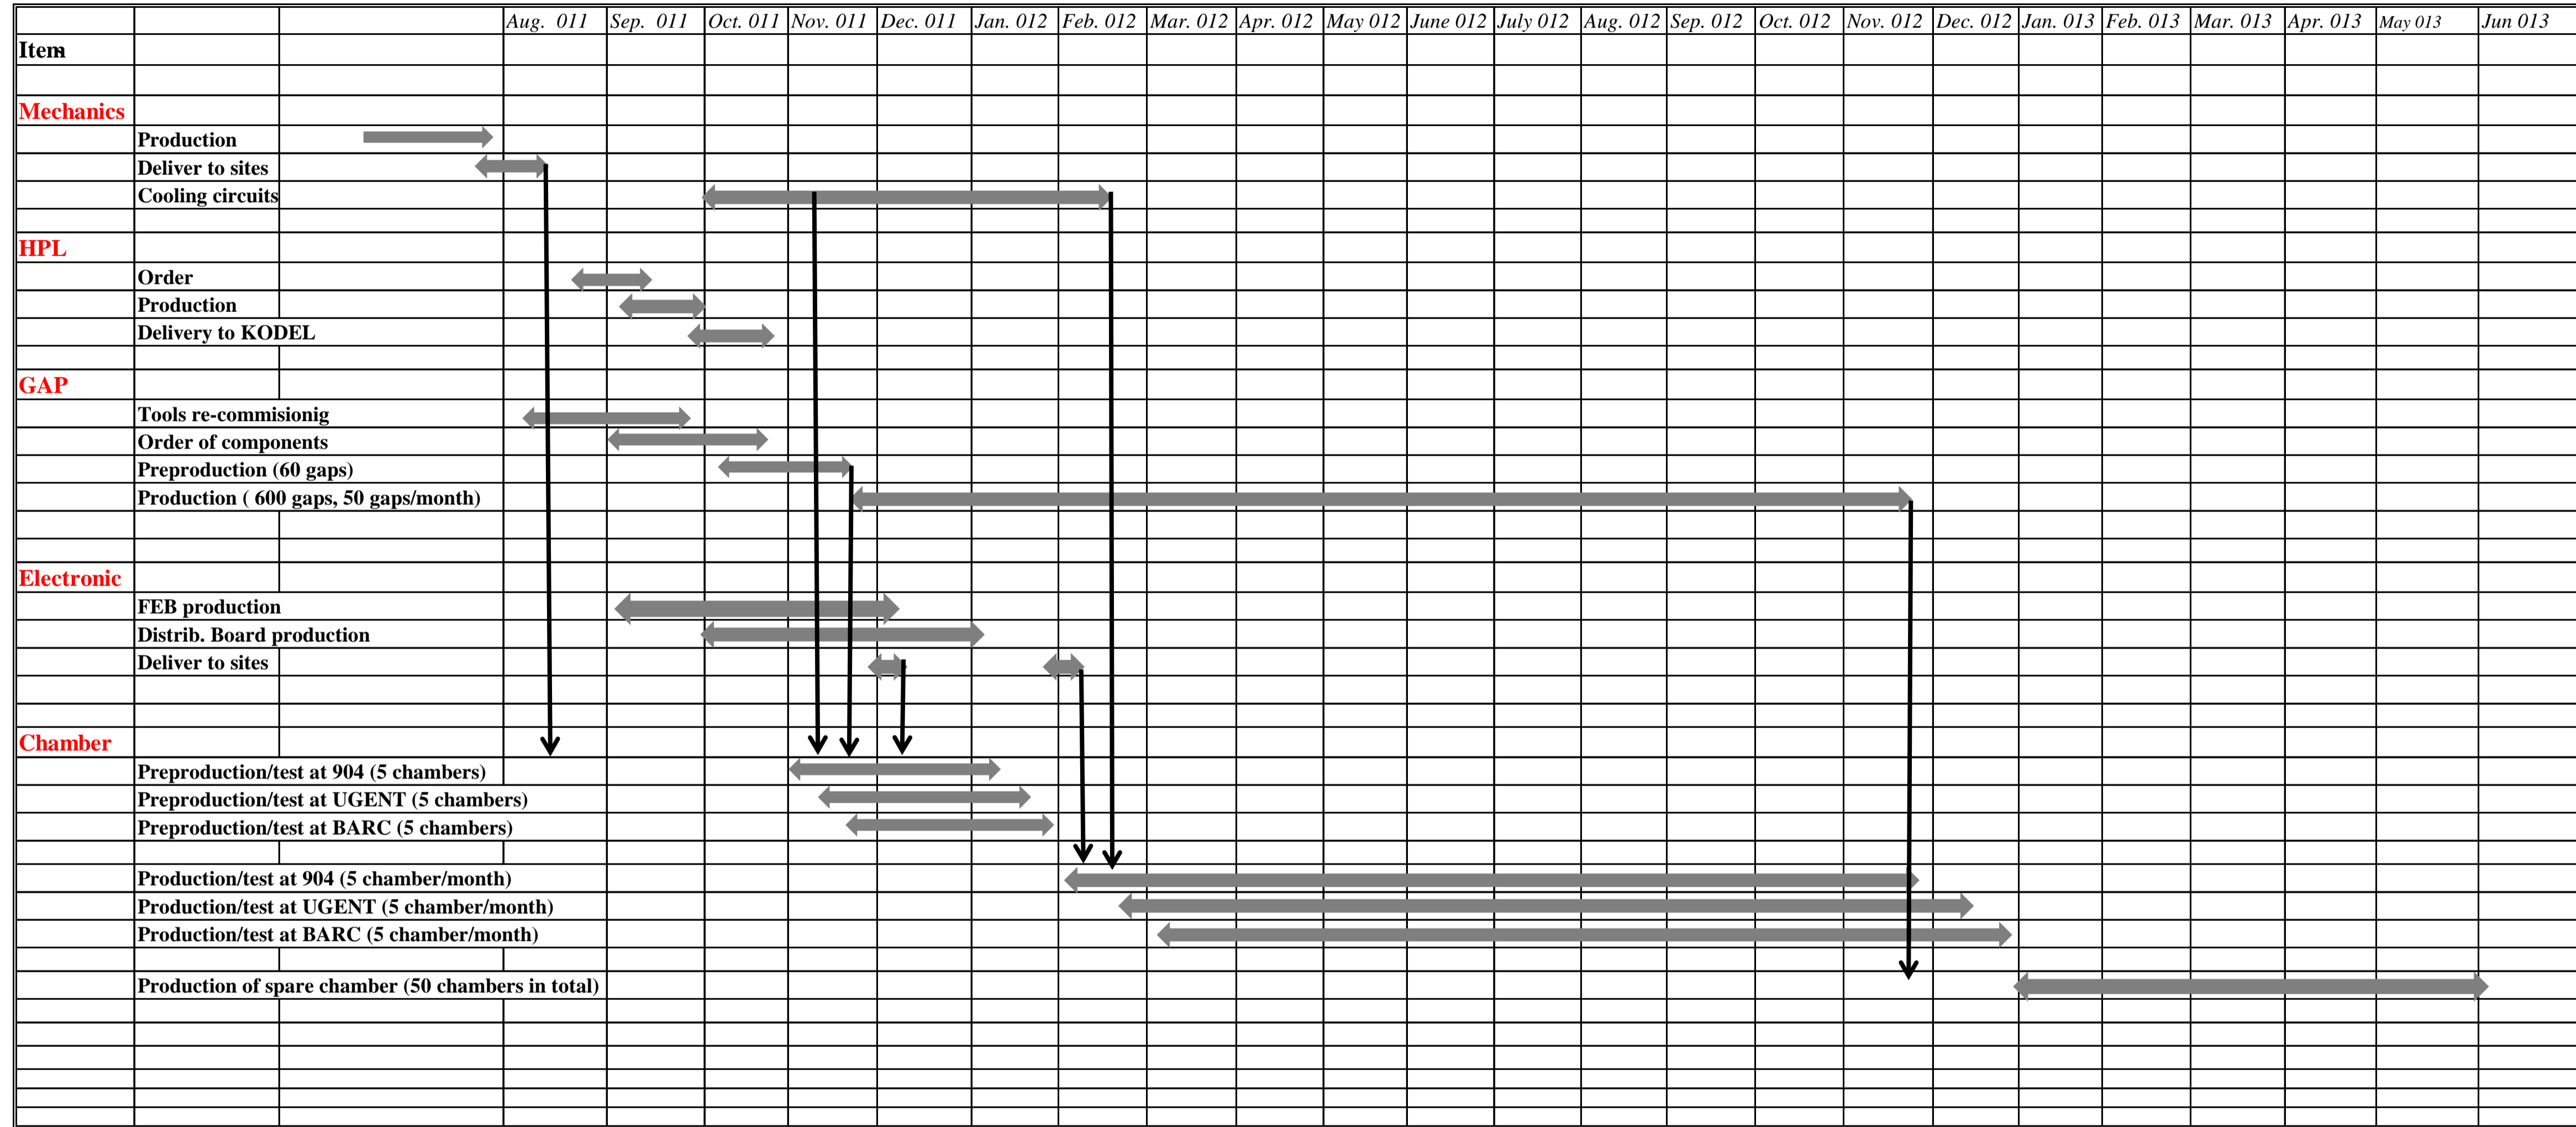 Aug. 011 Sep. 011 Oct. 011 Nov. 011 Dec. 011 Jan. 012 Feb. 012 Mar. 012 Apr. 012 May 012 June 012 July 012 Aug. 012 Sep. 012 Oct. 012 Nov. 012 Dec. 012 Jan. 013 Feb. 013 Mar. 013 Apr. 013 May 013 Jun 013
Item
Mechanics
Production
Deliver to sites
Cooling circuits
HPL
Order
Production
Delivery to KODEL
GAP
Tools re-commisionig
Order of components
Preproduction (60 gaps)
Production ( 600 gaps, 50 gaps/month)
Electronic
FEB production
Distrib. Board production
Deliver to sites
Chamber
Preproduction/test at 904 (5 chambers)
Preproduction/test at UGENT (5 chambers)
Preproduction/test at BARC (5 chambers)
Production/test at 904 (5 chamber/month)
Production/test at UGENT (5 chamber/month)
Production/test at BARC (5 chamber/month)
Production of spare chamber (50 chambers in total)